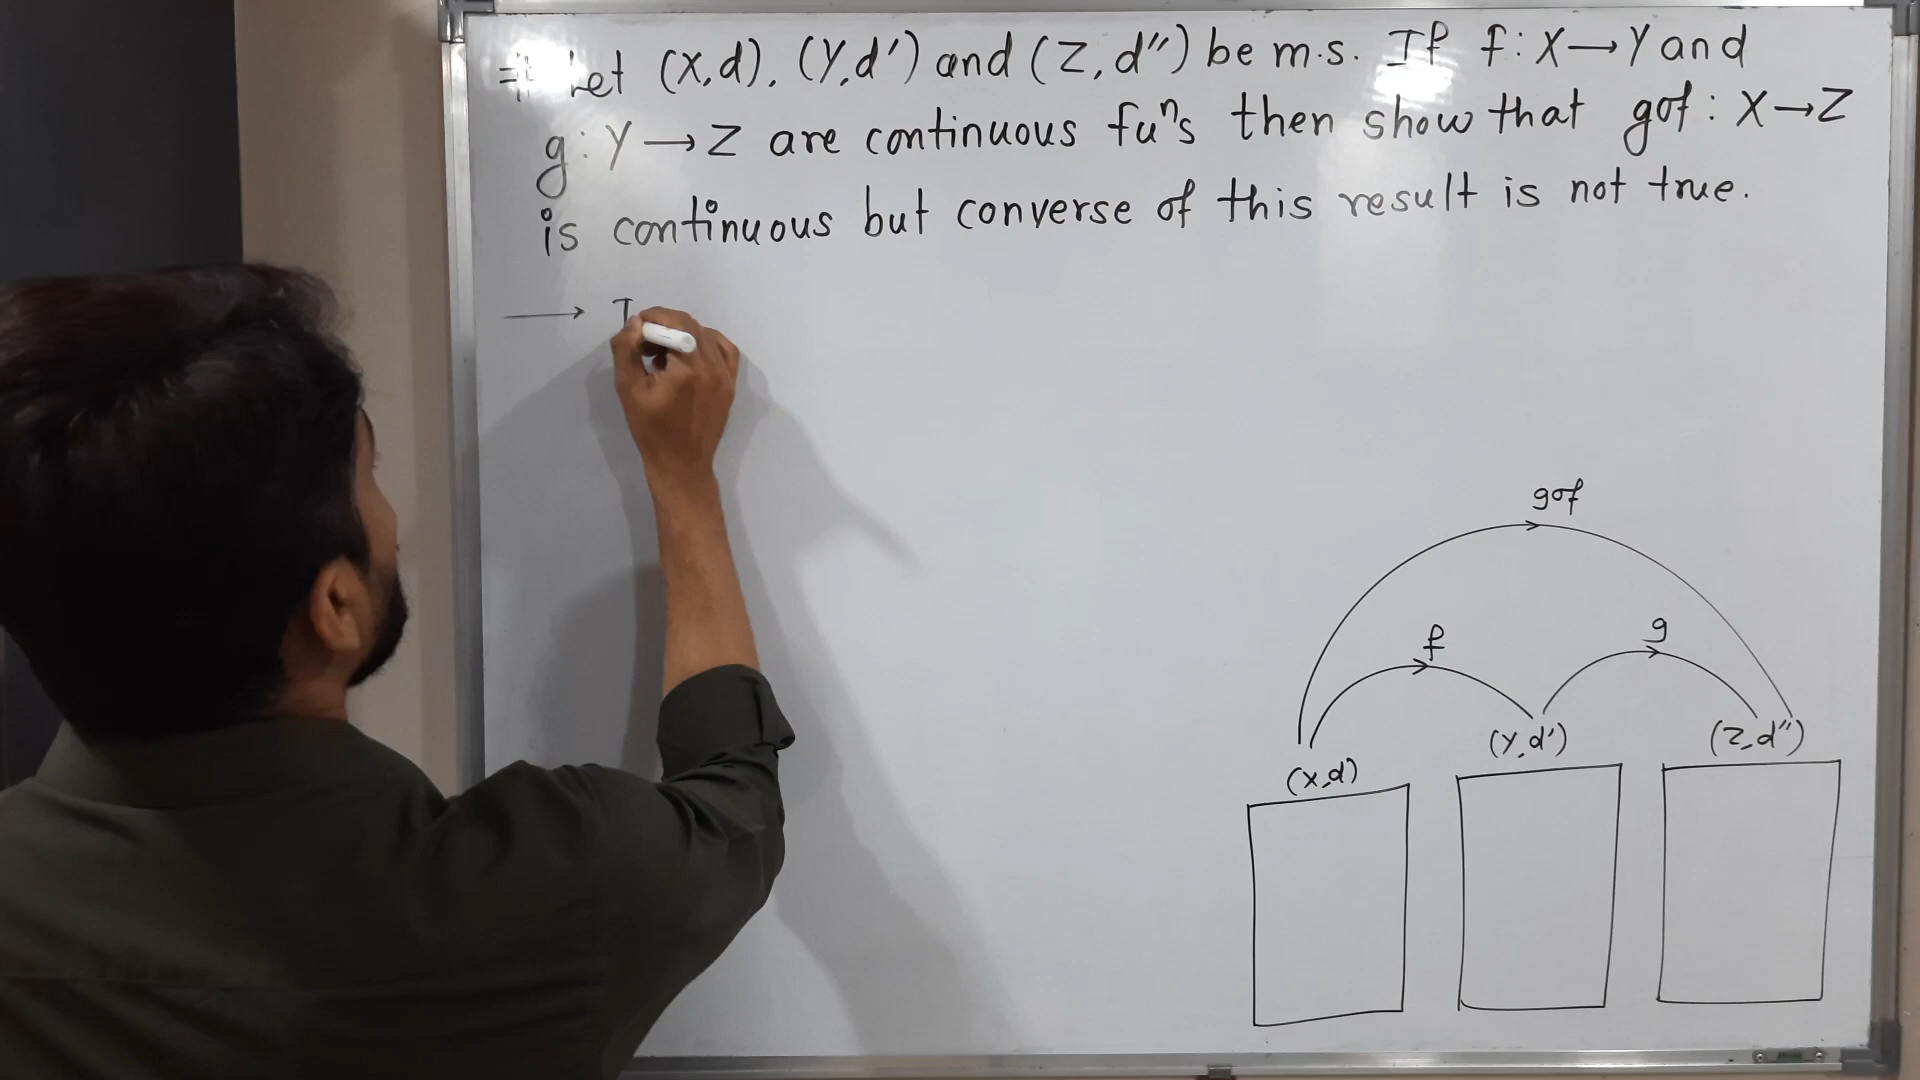 # Let (X,d), (Y,d') and (Z,d'') be m.s. If f: X→Y and
g: Y→Z are continuous fuⁿs then show that gof: X→Z
is continuous but converse of this result is not true.
→ I
gof
f
g
(X,d)
(Y,d')
(Z,d'')